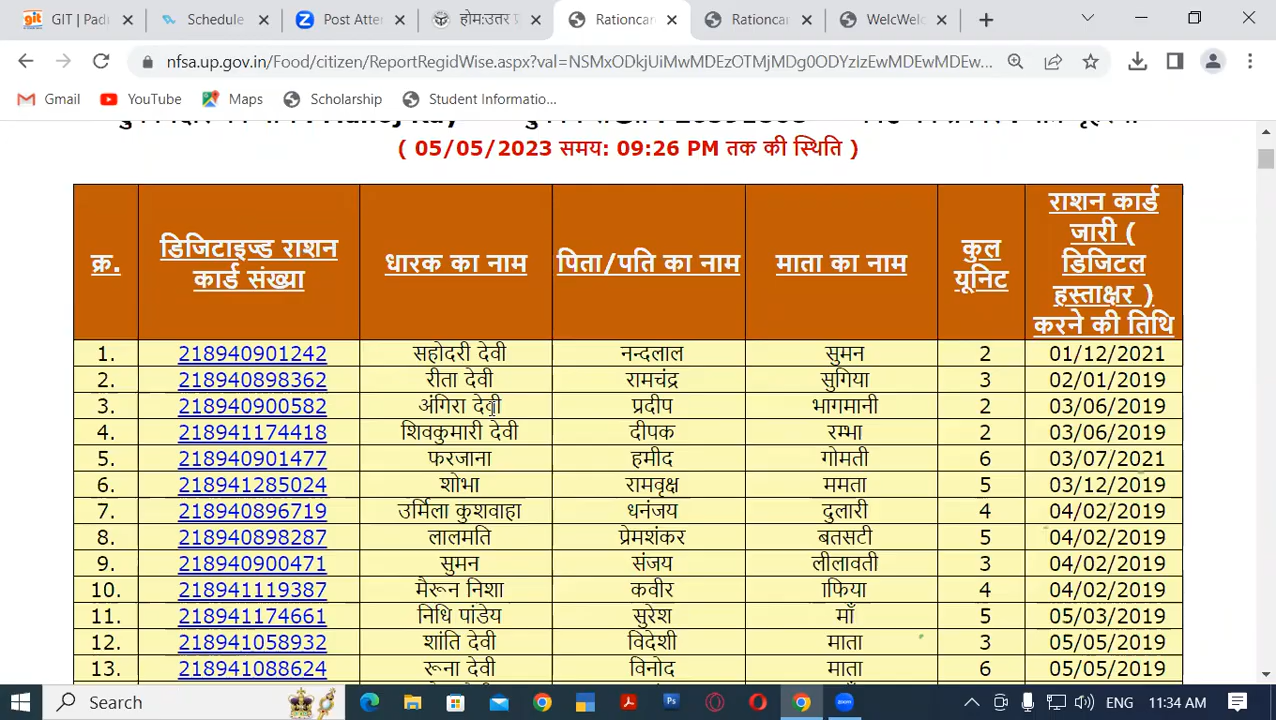 GIT | Pad
Schedule
Post Atter
होम:उतर प्र
Rationcar
Rationcar
WelcWelc
nfsa.up.gov.in/Food/citizen/ReportRegidWise.aspx?val=NSMxODkjUiMwMDEzOTMjMDg0ODYzIzEwMDEwMDEw...
Gmail
YouTube
Maps
Scholarship
Student Informatio...
( 05/05/2023 समय: 09:26 PM तक की स्थिति )
क्र. डिजिटाइज्ड राशन कार्ड संख्या धारक का नाम पिता/पति का नाम माता का नाम कुल यूनिट राशन कार्ड जारी ( डिजिटल हस्ताक्षर ) करने की तिथि
1. 218940901242 सहोदरी देवी नन्दलाल सुमन 2 01/12/2021
2. 218940898362 रीता देवी रामचंद्र सुगिया 3 02/01/2019
3. 218940900582 अंगिरा देवी प्रदीप भागमानी 2 03/06/2019
4. 218941174418 शिवकुमारी देवी दीपक रम्भा 2 03/06/2019
5. 218940901477 फरजाना हमीद गोमती 6 03/07/2021
6. 218941285024 शोभा रामवृक्ष ममता 5 03/12/2019
7. 218940896719 उर्मिला कुशवाहा धनंजय दुलारी 4 04/02/2019
8. 218940898287 लालमति प्रेमशंकर बतसटी 5 04/02/2019
9. 218940900471 सुमन संजय लीलावती 3 04/02/2019
10. 218941119387 मैरून निशा कवीर ाफिया 4 04/02/2019
11. 218941174661 निधि पांडेय सुरेश माँ 5 05/03/2019
12. 218941058932 शांति देवी विदेशी माता 3 05/05/2019
13. 218941088624 रूना देवी विनोद माता 6 05/05/2019
Search
ENG
11:34 AM